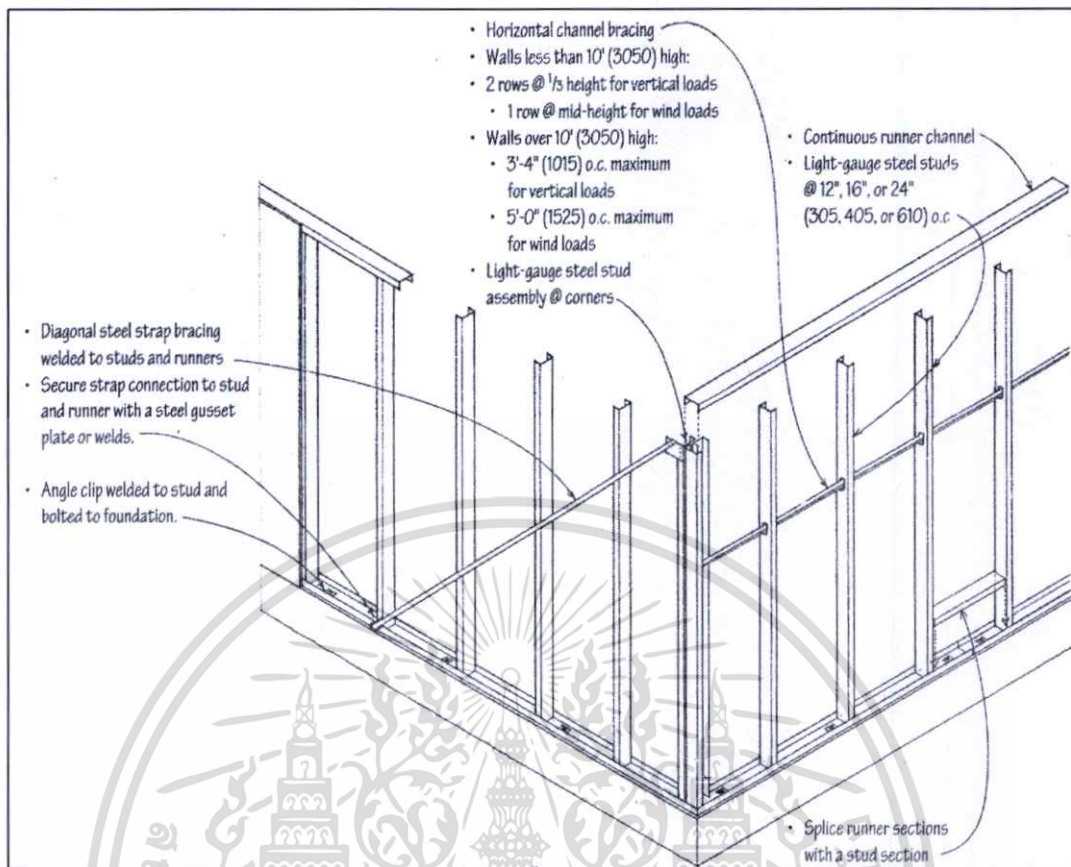 • Horizontal channel bracing
• Walls less than 10' (3050) high:
• 2 rows @ 1/3 height for vertical loads
• 1 row @ mid-height for wind loads
• Walls over 10' (3050) high:
• 3'-4" (1015) o.c. maximum
for vertical loads
• 5'-0" (1525) o.c. maximum
for wind loads
• Light-gauge steel stud
assembly @ corners
• Continuous runner channel
• Light-gauge steel studs
@ 12", 16", or 24"
(305, 405, or 610) o.c
• Diagonal steel strap bracing
welded to studs and runners
• Secure strap connection to stud
and runner with a steel gusset
plate or welds.
• Angle clip welded to stud and
bolted to foundation.
• Splice runner sections
with a stud section